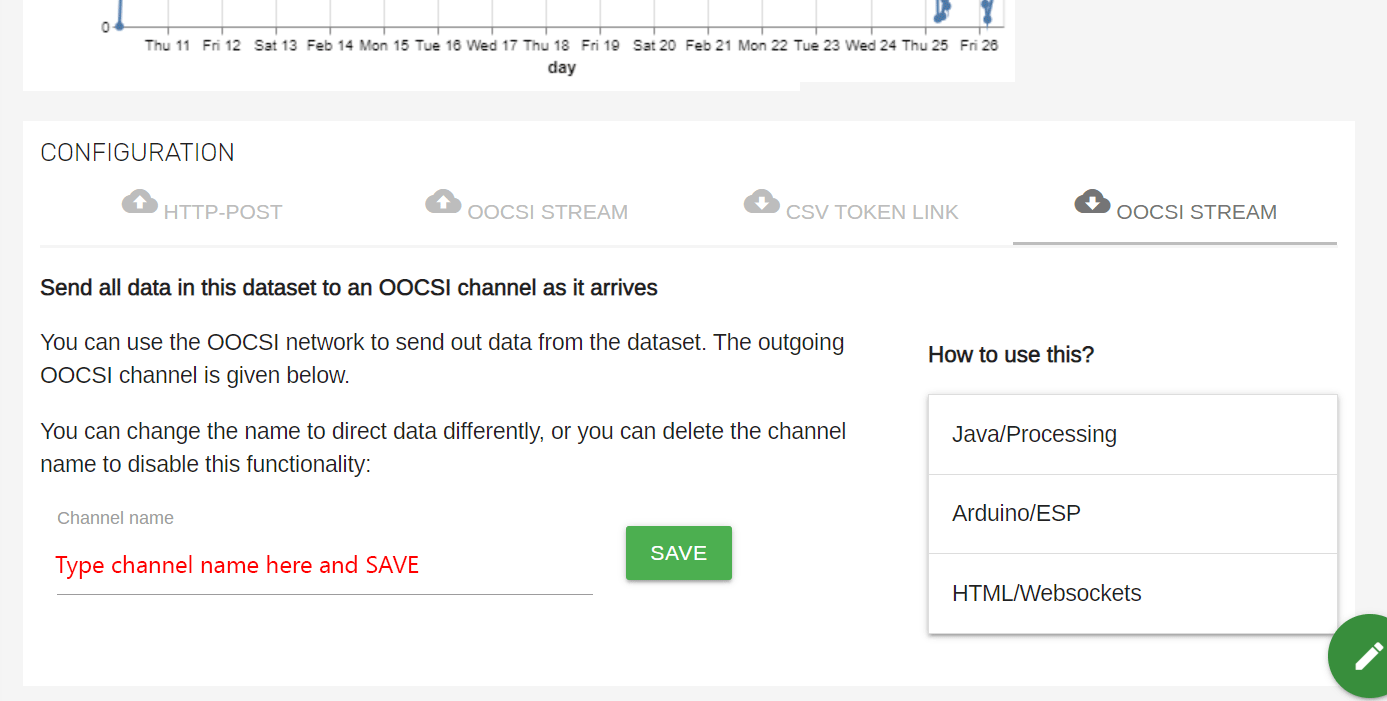 0
Thu 11 Fri 12 Sat 13 Feb 14 Mon 15 Tue 16 Wed 17 Thu 18 Fri 19 Sat 20 Feb 21 Mon 22 Tue 23 Wed 24 Thu 25 Fri 26
day
CONFIGURATION
HTTP-POST
OOCSI STREAM
CSV TOKEN LINK
OOCSI STREAM
Send all data in this dataset to an OOCSI channel as it arrives
You can use the OOCSI network to send out data from the dataset. The outgoing
OOCSI channel is given below.
You can change the name to direct data differently, or you can delete the channel
name to disable this functionality:
Channel name
Type channel name here and SAVE
SAVE
How to use this?
Java/Processing
Arduino/ESP
HTML/Websockets